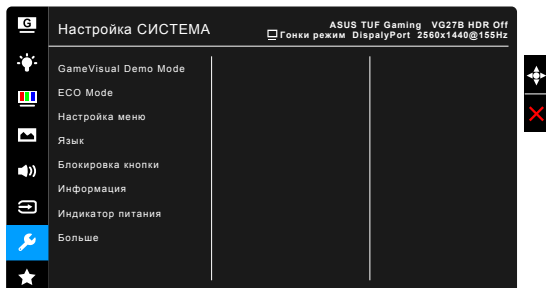 G
Настройка СИСТЕМА
ASUS TUF Gaming VG27B HDR Off
Гонки режим DispalyPort 2560x1440@155Hz
GameVisual Demo Mode
ECO Mode
Настройка меню
Язык
Блокировка кнопки
Информация
Индикатор питания
Больше